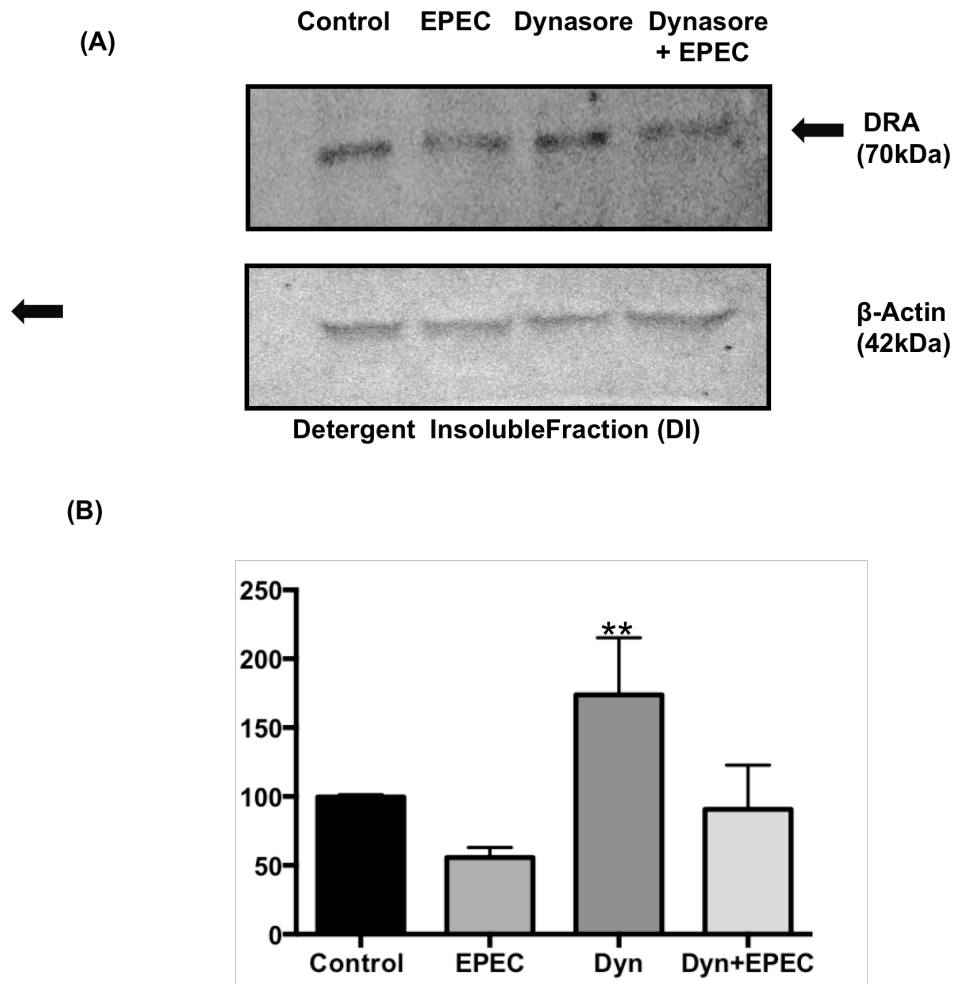 (A)
Control EPEC Dynasore Dynasore
+ EPEC
DRA
(70kDa)
β-Actin
(42kDa)
Detergent InsolubleFraction (DI)
(B)
250
200
150
100
50
0
**
Control EPEC Dyn Dyn+EPEC